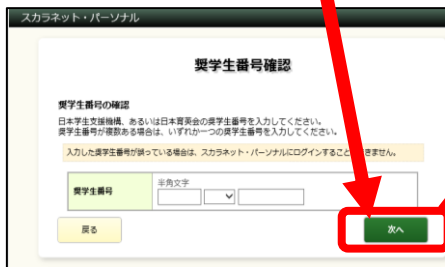 スカラネット・パーソナル
奨学生番号確認
奨学生番号の確認
日本学生支援機構、あるいは日本育英会の奨学生番号を入力してください。
奨学生番号が複数ある場合は、いずれか一つの奨学生番号を入力してください。
入力した奨学生番号が誤っている場合は、スカラネット・パーソナルにログインすること きません。
奨学生番号
半角文字
戻る
次へ